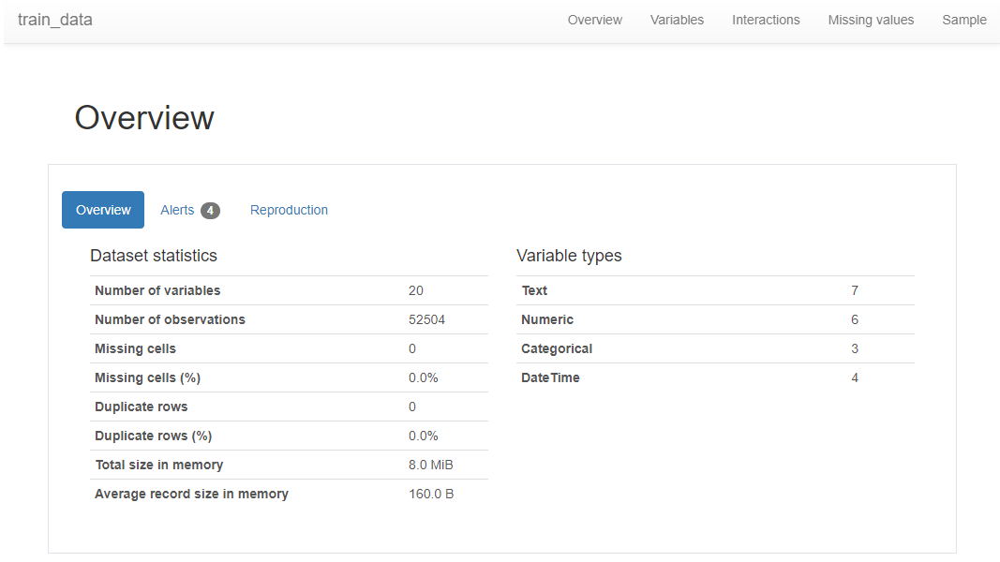 train_data Overview Variables Interactions Missing values Sample
Overview
Overview Alerts 4 Reproduction
Dataset statistics
Number of variables 20
Number of observations 52504
Missing cells 0
Missing cells (%) 0.0%
Duplicate rows 0
Duplicate rows (%) 0.0%
Total size in memory 8.0 MiB
Average record size in memory 160.0 B
Variable types
Text 7
Numeric 6
Categorical 3
DateTime 4